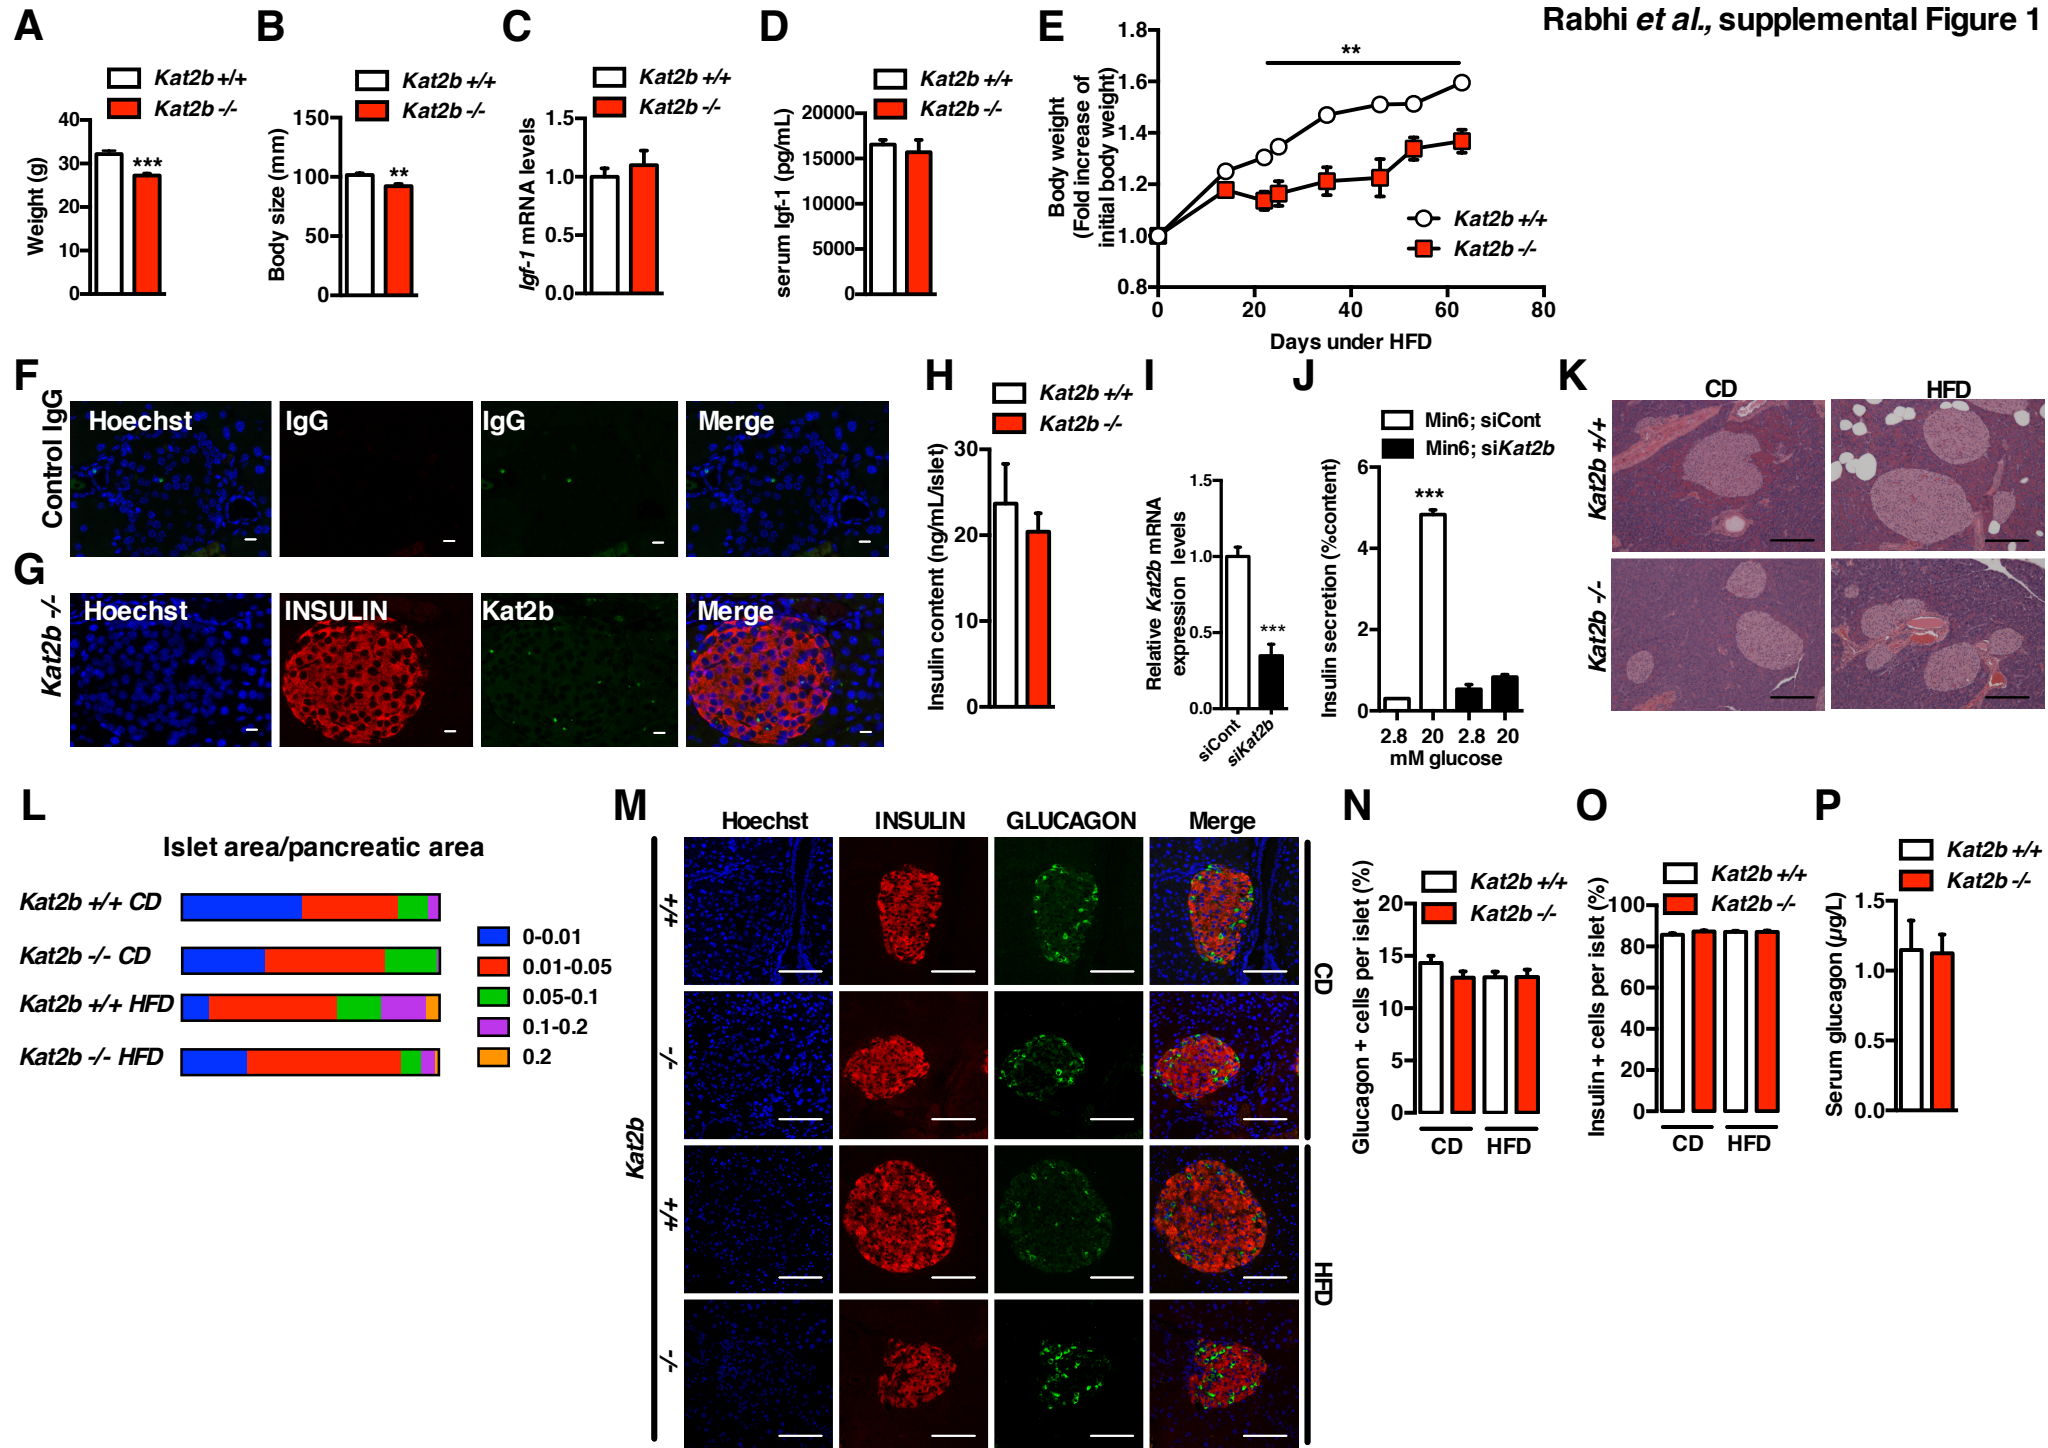 Rabhi et al., supplemental Figure 1
A
Kat2b +/+
Kat2b -/-
Weight (g)
40
30
20
10
0
***
B
Kat2b +/+
Kat2b -/-
Body size (mm)
150
100
50
0
**
C
Kat2b +/+
Kat2b -/-
Igf-1 mRNA levels
1.5
1.0
0.5
0.0
D
Kat2b +/+
Kat2b -/-
serum Igf-1 (pg/mL)
20000
15000
10000
5000
0
E
Body weight
(Fold increase of
initial body weight)
1.8
1.6
1.4
1.2
1.0
0.8
**
Kat2b +/+
Kat2b -/-
0 20 40 60 80
Days under HFD
F
Control IgG
Hoechst IgG IgG Merge
G
Kat2b -/-
Hoechst INSULIN Kat2b Merge
H
Kat2b +/+
Kat2b -/-
Insulin content (ng/mL/islet)
30
20
10
0
I
Relative Kat2b mRNA
expression levels
1.5
1.0
0.5
0.0
***
siCont siKat2b
J
Min6; siCont
Min6; siKat2b
Insulin secretion (%content)
6
4
2
0
***
2.8 20 2.8 20
mM glucose
K
CD HFD
Kat2b +/+
Kat2b -/-
L
Islet area/pancreatic area
Kat2b +/+ CD
Kat2b -/- CD
Kat2b +/+ HFD
Kat2b -/- HFD
0-0.01
0.01-0.05
0.05-0.1
0.1-0.2
0.2
M
Hoechst INSULIN GLUCAGON Merge
Kat2b
+/+
-/-
+/+
-/-
CD
HFD
N
Kat2b +/+
Kat2b -/-
Glucagon + cells per islet (%)
20
15
10
5
0
CD HFD
O
Kat2b +/+
Kat2b -/-
Insulin + cells per islet (%)
100
80
60
40
20
0
CD HFD
P
Kat2b +/+
Kat2b -/-
Serum glucagon (µg/L)
1.5
1.0
0.5
0.0